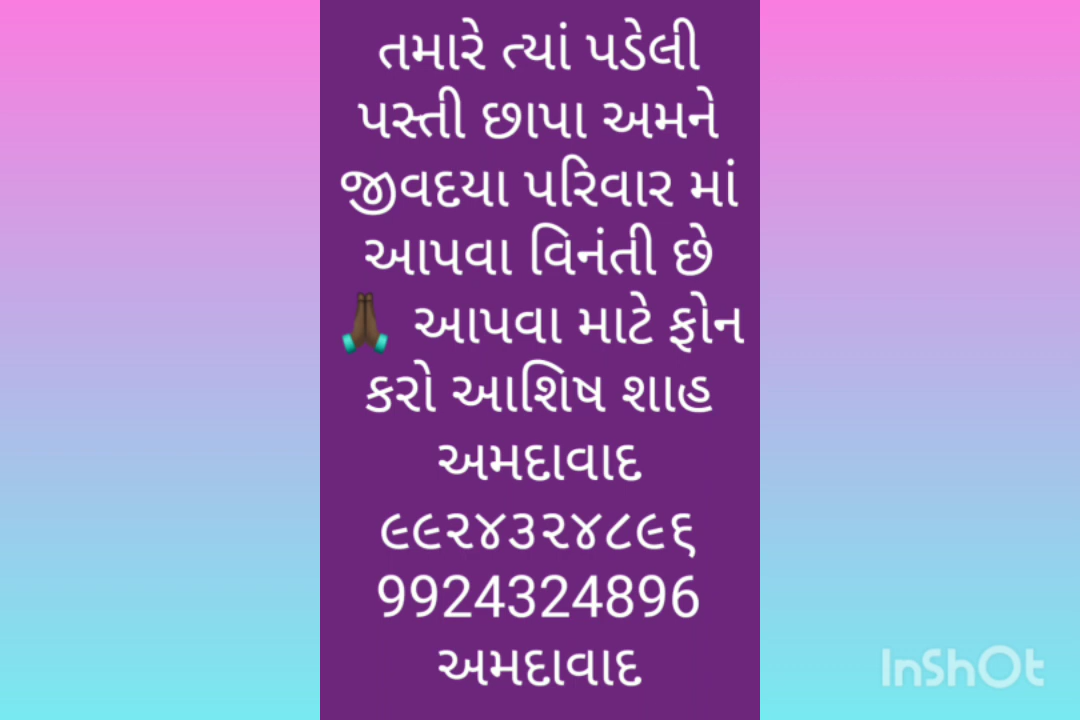 તમારે ત્યાં પડેલી
પસ્તી છાપા અમને
જીવદયા પરિવાર માં
આપવા વિનંતી છે
🙏🏿 આપવા માટે ફોન
કરો આશિષ શાહ
અમદાવાદ
૯૯૨૪૩૨૪૮૯૬
9924324896
અમદાવાદ
InShOt